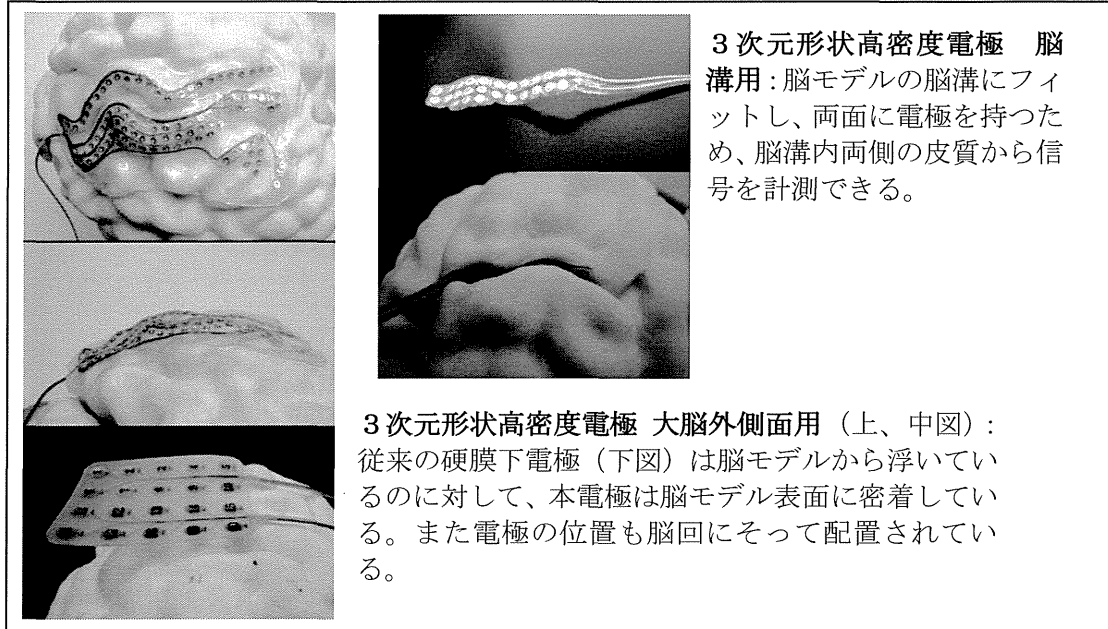 ３次元形状高密度電極　脳
溝用：脳モデルの脳溝にフィ
ットし、両面に電極を持つた
め、脳溝内両側の皮質から信
号を計測できる。
３次元形状高密度電極 大脳外側面用（上、中図）：
従来の硬膜下電極（下図）は脳モデルから浮いてい
るのに対して、本電極は脳モデル表面に密着してい
る。また電極の位置も脳回にそって配置されてい
る。